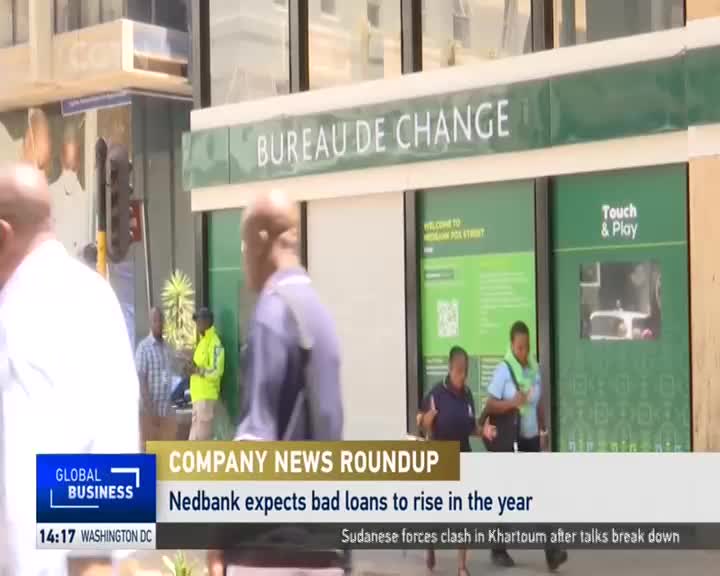 CGTN
BUREAU DE CHANGE
WELCOME TO
NEDBANK FOX STREET
Touch
& Play
COMPANY NEWS ROUNDUP
GLOBAL
BUSINESS
Nedbank expects bad loans to rise in the year
14:17 WASHINGTON DC
Sudanese forces clash in Khartoum after talks break down